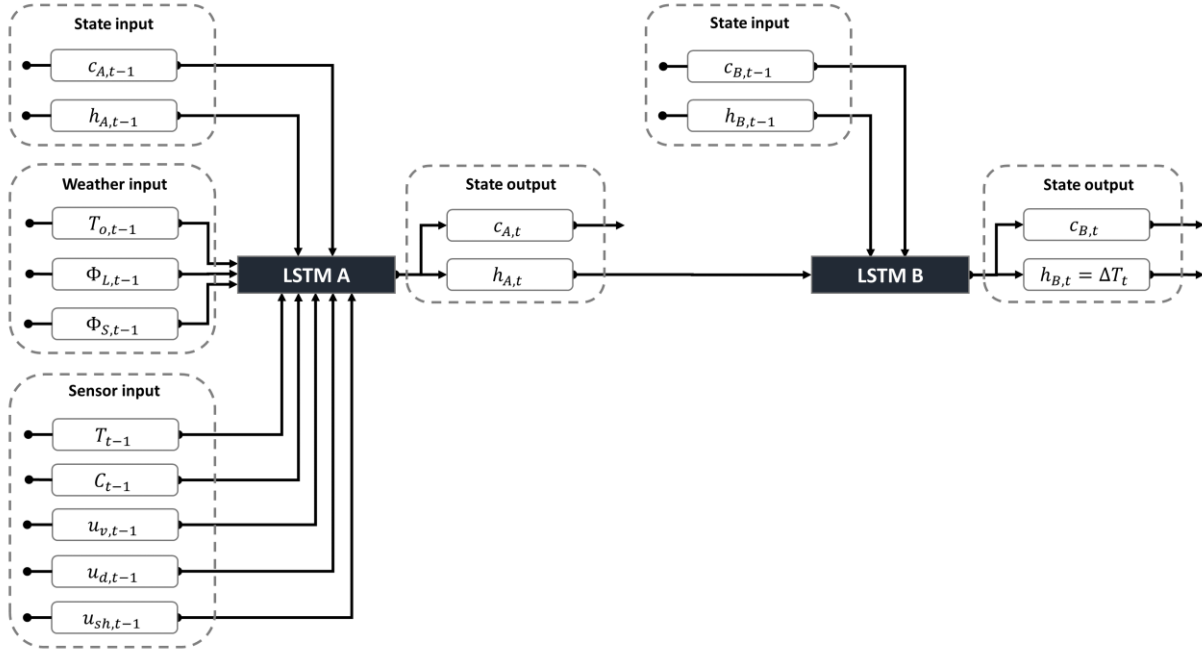 State input
c_{A,t−1}
h_{A,t−1}
Weather input
T_{o,t−1}
Φ_{L,t−1}
Φ_{S,t−1}
Sensor input
T_{t−1}
C_{t−1}
u_{v,t−1}
u_{d,t−1}
u_{sh,t−1}
LSTM A
State output
c_{A,t}
h_{A,t}
State input
c_{B,t−1}
h_{B,t−1}
LSTM B
State output
c_{B,t}
h_{B,t} = ΔT_t